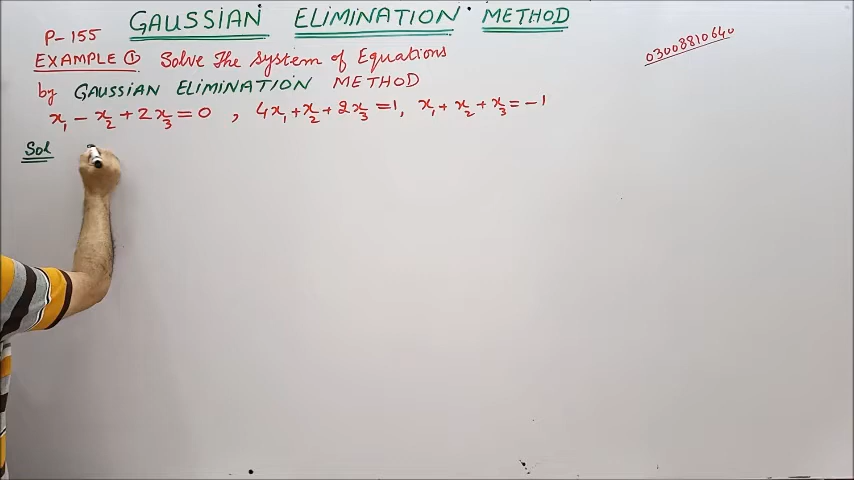 GAUSSIAN ELIMINATION METHOD
P-155
03008810640
EXAMPLE ① Solve The System of Equations
by GAUSSIAN ELIMINATION METHOD
x₁ - x₂ + 2x₃ = 0 , 4x₁ + x₂ + 2x₃ = 1, x₁ + x₂ + x₃ = -1
Sol